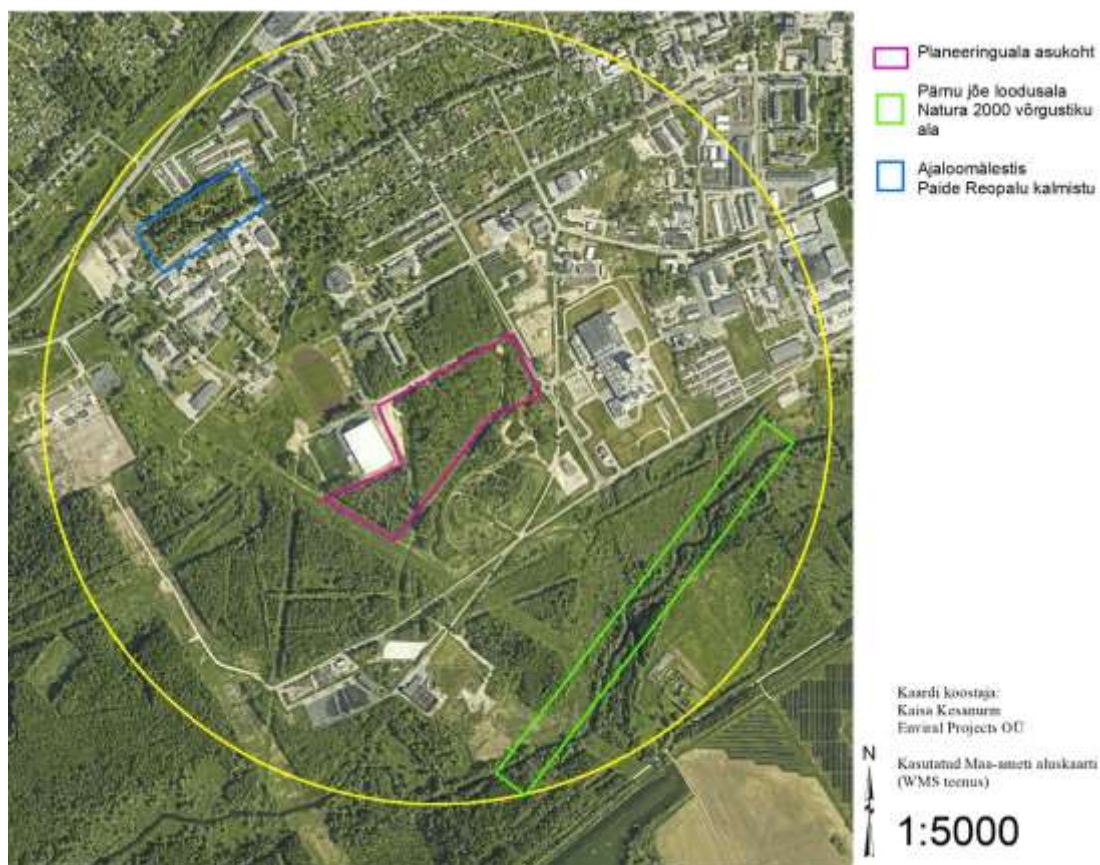 Planeeringuala asukoht
Pärnu jõe loodusala
Natura 2000 võrgustiku
ala
Ajaloomälestis
Paide Reopalu kalmistu
Kaardi koostaja:
Kaisa Kesanurm
Enviral Projects OÜ
Kasutatud Maa-ameti aluskaarti
(WMS teenus)
N
1:5000